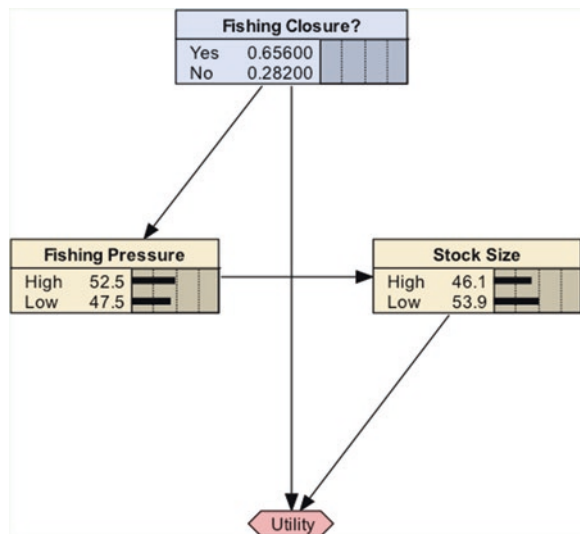 Fishing Closure?
Yes 0.65600
No 0.28200
Fishing Pressure
High 52.5
Low 47.5
Stock Size
High 46.1
Low 53.9
Utility